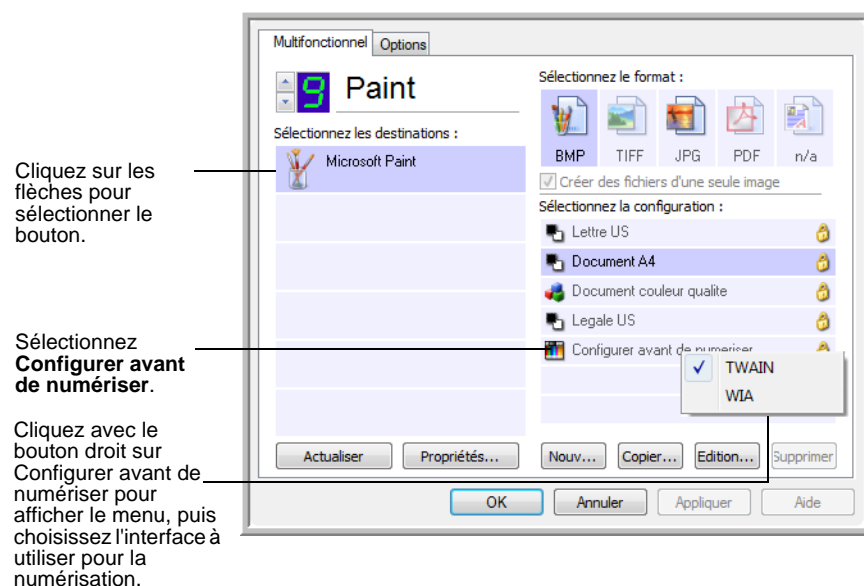 Multifonctionnel Options
9 Paint
Sélectionnez les destinations :
Microsoft Paint
Sélectionnez le format :
BMP TIFF JPG PDF n/a
Créer des fichiers d'une seule image
Sélectionnez la configuration :
Lettre US
Document A4
Document couleur qualite
Legale US
Configurer avant de numeriser
TWAIN
WIA
Actualiser Propriétés... Nouv... Copier... Edition... Supprimer
OK Annuler Appliquer Aide
Cliquez sur les
flèches pour
sélectionner le
bouton.
Sélectionnez
Configurer avant
de numériser.
Cliquez avec le
bouton droit sur
Configurer avant de
numériser pour
afficher le menu, puis
choisissez l'interface à
utiliser pour la
numérisation.